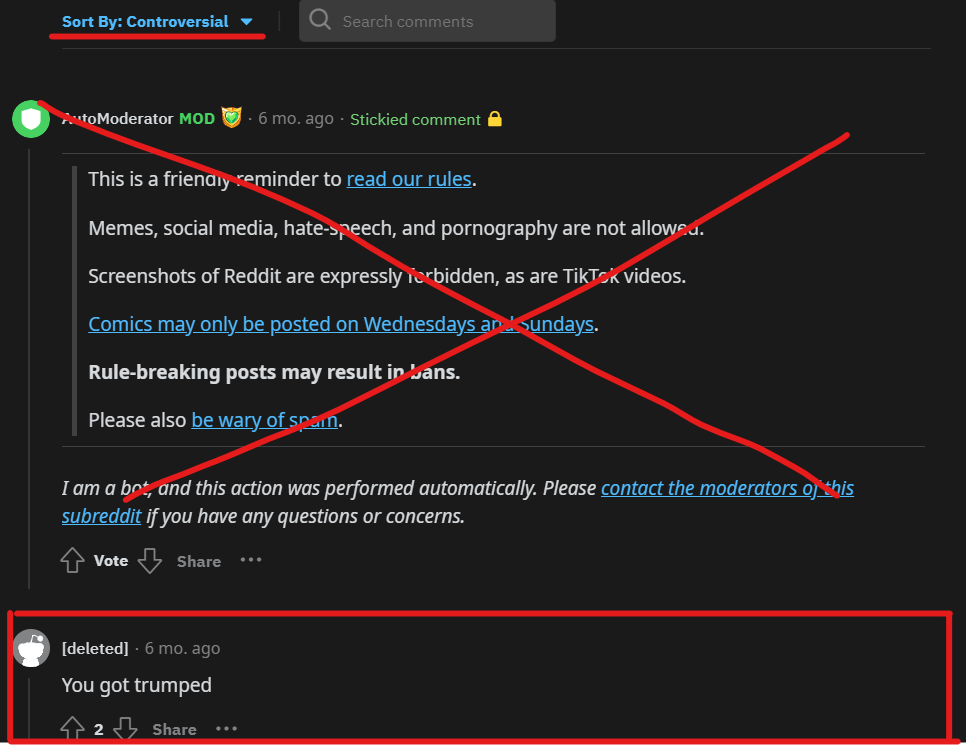 Sort By: Controversial
Search comments
AutoModerator MOD · 6 mo. ago · Stickied comment
This is a friendly reminder to read our rules.
Memes, social media, hate-speech, and pornography are not allowed.
Screenshots of Reddit are expressly forbidden, as are TikTok videos.
Comics may only be posted on Wednesdays and Sundays.
Rule-breaking posts may result in bans.
Please also be wary of spam.
I am a bot, and this action was performed automatically. Please contact the moderators of this
subreddit if you have any questions or concerns.
Vote Share •••
[deleted] · 6 mo. ago
You got trumped
2 Share •••